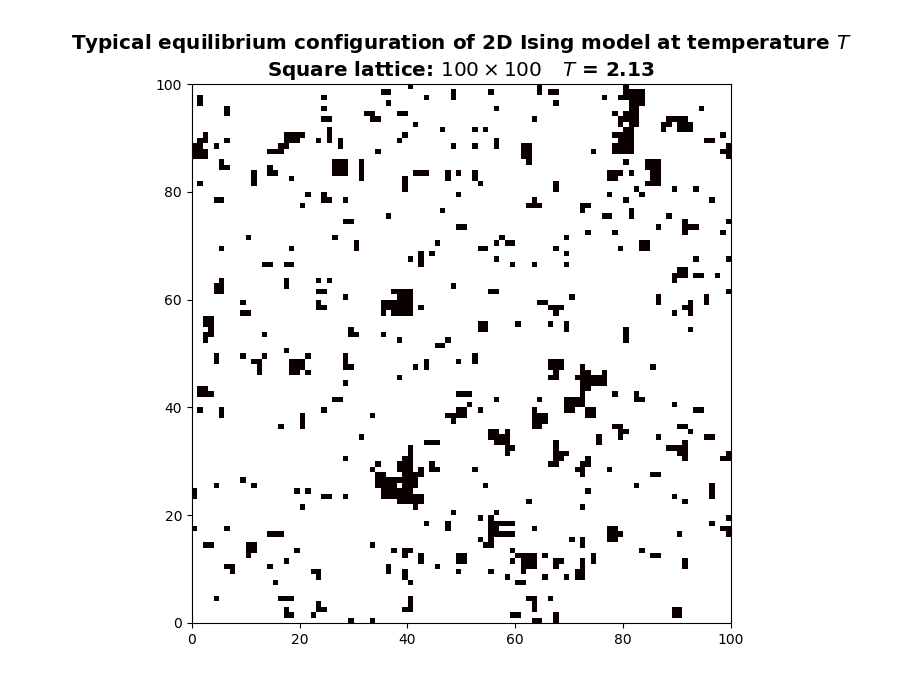 Typical equilibrium configuration of 2D Ising model at temperature T
Square lattice: 100 × 100 T = 2.13
100
80
60
40
20
0
0 20 40 60 80 100